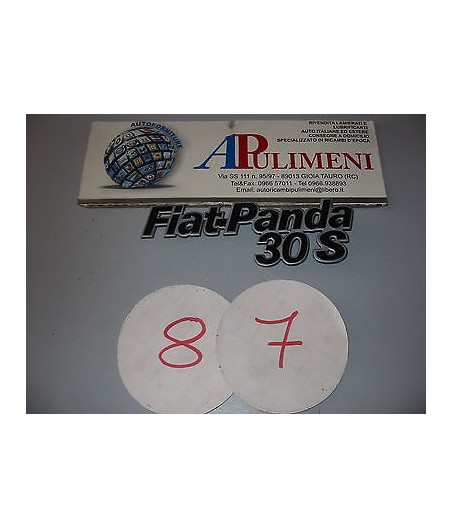 AUTOFORNITURE
APULIMENI
RIVENDITA LAMIERATI E
LUBRIFICANTI
AUTO ITALIANE ED ESTERE
CONSEGNE A DOMICILIO
SPECIALIZZATO IN RICAMBI D'EPOCA
Via SS 111 n. 95/97 - 89013 GIOIA TAURO (RC)
Tel&Fax: 0966 57011 - Tel 0966.938693
Email: autoricambipulimeni@libero.it
Fiat-Panda
30 S
8 7